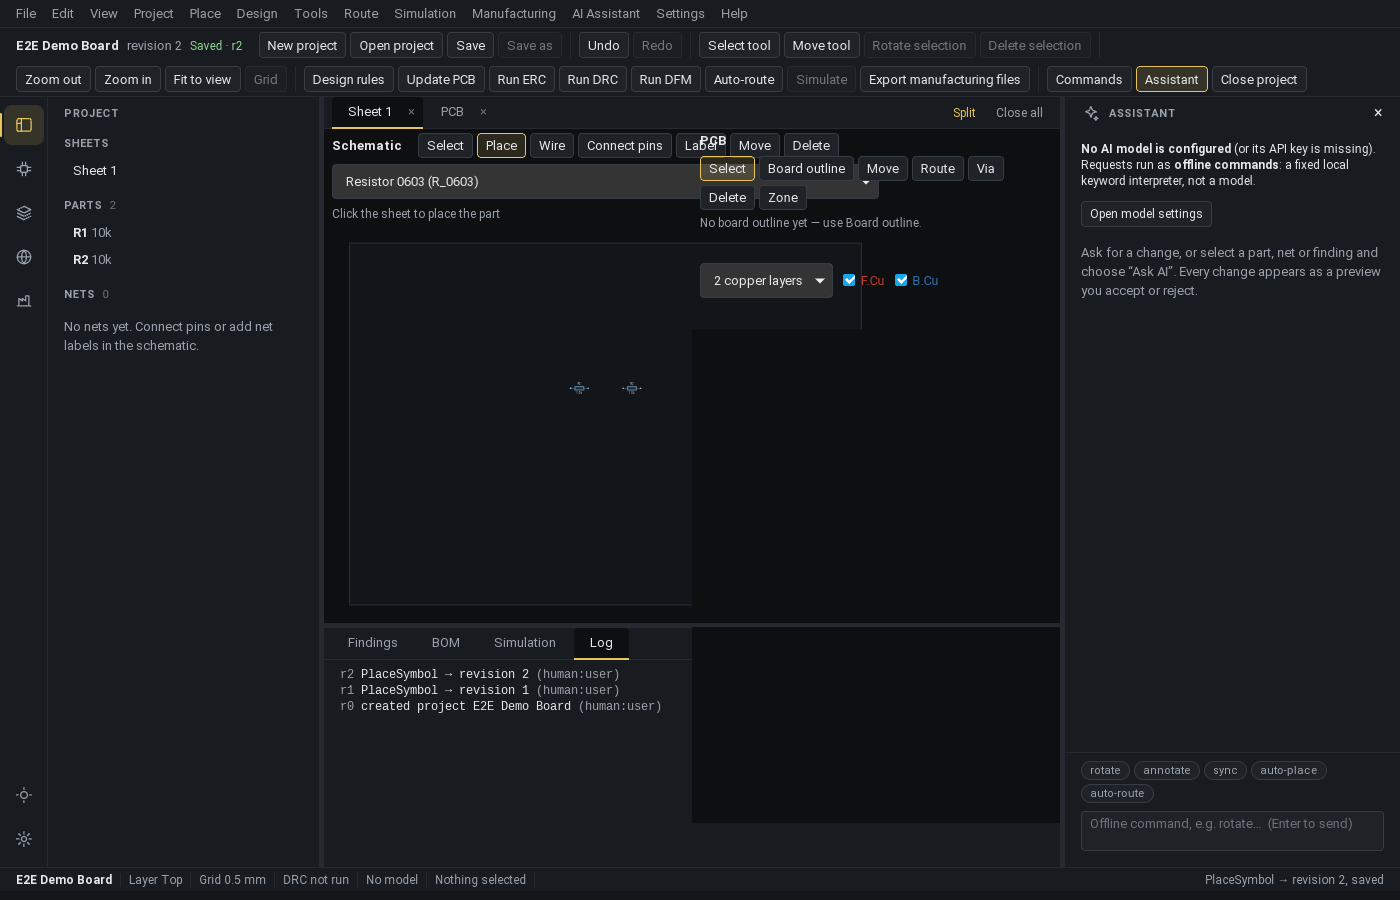 File Edit View Project Place Design Tools Route Simulation Manufacturing AI Assistant Settings Help
E2E Demo Board revision 2 Saved · r2 New project Open project Save Save as Undo Redo Select tool Move tool Rotate selection Delete selection
Zoom out Zoom in Fit to view Grid Design rules Update PCB Run ERC Run DRC Run DFM Auto-route Simulate Export manufacturing files Commands Assistant Close project
PROJECT
SHEETS
Sheet 1
PARTS 2
R1 10k
R2 10k
NETS 0
No nets yet. Connect pins or add net
labels in the schematic.
Sheet 1 × PCB × Split Close all
Schematic Select Place Wire Connect pins Label Move Delete
Resistor 0603 (R_0603)
Click the sheet to place the part
PCB
Select Board outline Move Route Via
Delete Zone
No board outline yet — use Board outline.
2 copper layers F.Cu B.Cu
Findings BOM Simulation Log
r2 PlaceSymbol → revision 2 (human:user)
r1 PlaceSymbol → revision 1 (human:user)
r0 created project E2E Demo Board (human:user)
ASSISTANT ×
No AI model is configured (or its API key is missing).
Requests run as offline commands: a fixed local
keyword interpreter, not a model.
Open model settings
Ask for a change, or select a part, net or finding and
choose “Ask AI”. Every change appears as a preview
you accept or reject.
rotate annotate sync auto-place
auto-route
Offline command, e.g. rotate… (Enter to send)
E2E Demo Board Layer Top Grid 0.5 mm DRC not run No model Nothing selected PlaceSymbol → revision 2, saved